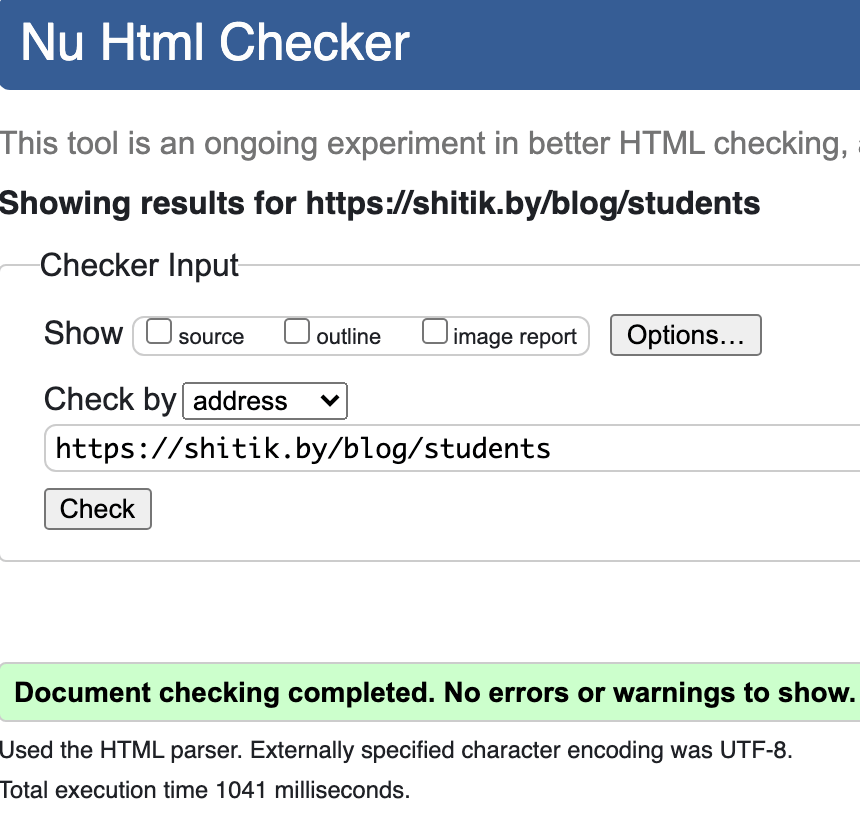 Nu Html Checker
This tool is an ongoing experiment in better HTML checking,
Showing results for https://shitik.by/blog/students
Checker Input
Show source outline image report Options...
Check by address
https://shitik.by/blog/students
Check
Document checking completed. No errors or warnings to show.
Used the HTML parser. Externally specified character encoding was UTF-8.
Total execution time 1041 milliseconds.